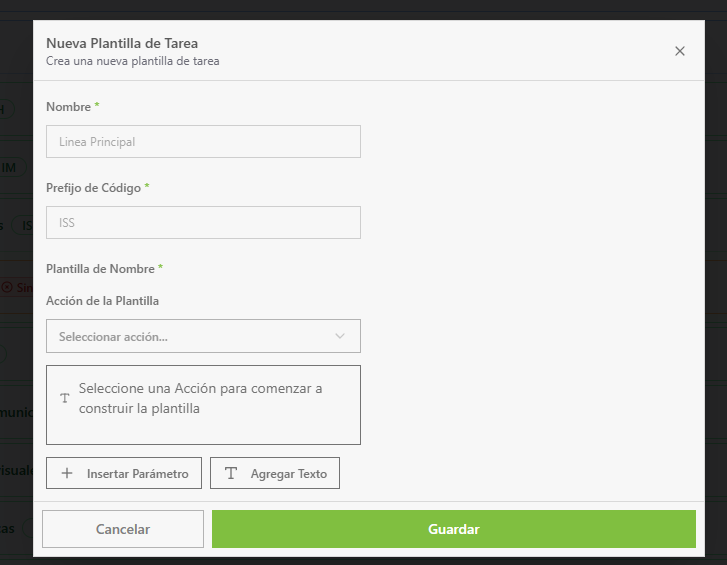 Nueva Plantilla de Tarea
Crea una nueva plantilla de tarea
Nombre *
Linea Principal
Prefijo de Código *
ISS
Plantilla de Nombre *
Acción de la Plantilla
Seleccionar acción...
Seleccione una Acción para comenzar a
construir la plantilla
Insertar Parámetro
Agregar Texto
Cancelar
Guardar
IM